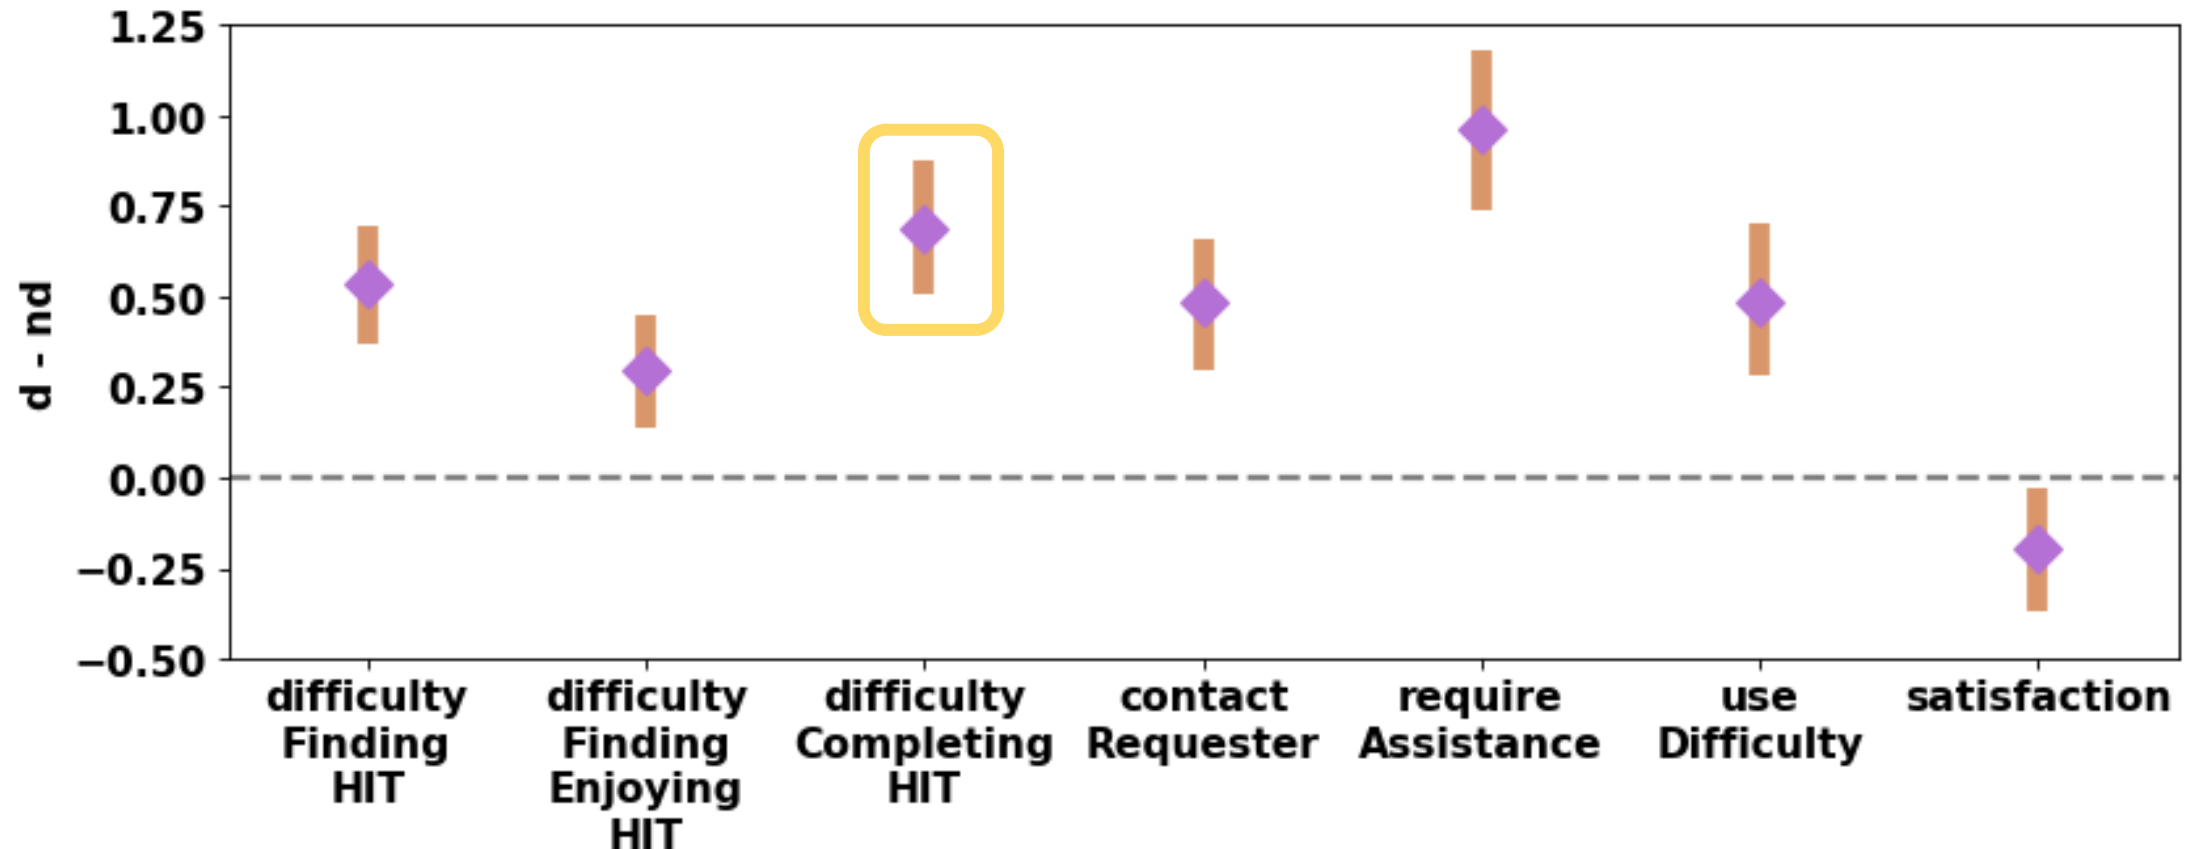 1.25
1.00
0.75
0.50
0.25
0.00
−0.25
−0.50
d - nd
difficulty
Finding
HIT
difficulty
Finding
Enjoying
HIT
difficulty
Completing
HIT
contact
Requester
require
Assistance
use
Difficulty
satisfaction